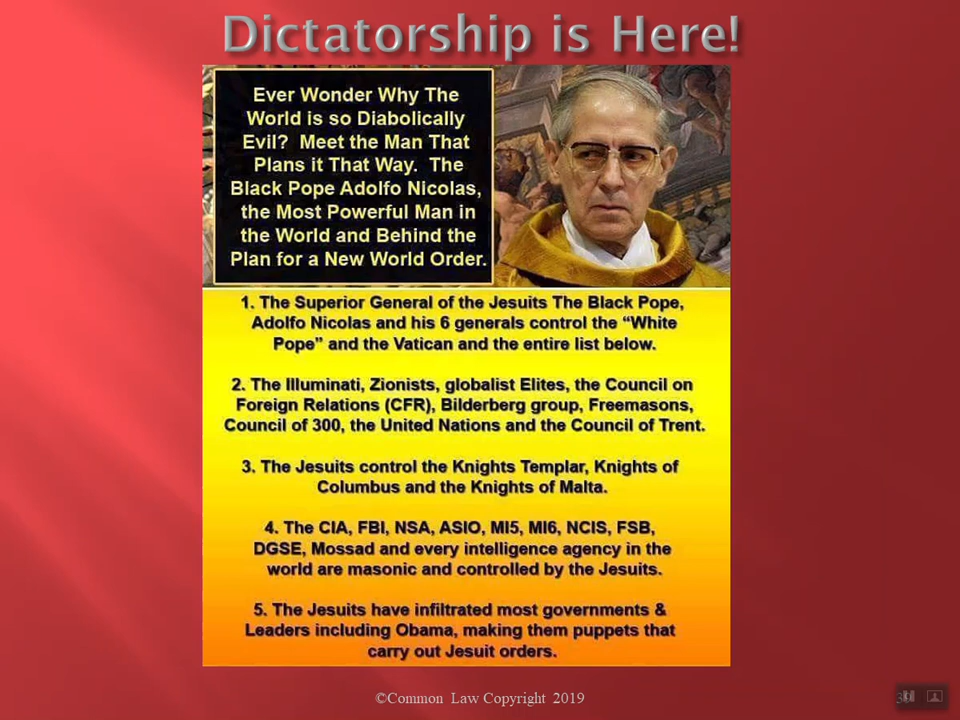 Dictatorship is Here!
Ever Wonder Why The
World is so Diabolically
Evil? Meet the Man That
Plans it That Way. The
Black Pope Adolfo Nicolas,
the Most Powerful Man in
the World and Behind the
Plan for a New World Order.
1. The Superior General of the Jesuits The Black Pope,
Adolfo Nicolas and his 6 generals control the “White
Pope” and the Vatican and the entire list below.
2. The Illuminati, Zionists, globalist Elites, the Council on
Foreign Relations (CFR), Bilderberg group, Freemasons,
Council of 300, the United Nations and the Council of Trent.
3. The Jesuits control the Knights Templar, Knights of
Columbus and the Knights of Malta.
4. The CIA, FBI, NSA, ASIO, MI5, MI6, NCIS, FSB,
DGSE, Mossad and every intelligence agency in the
world are masonic and controlled by the Jesuits.
5. The Jesuits have infiltrated most governments &
Leaders including Obama, making them puppets that
carry out Jesuit orders.
©Common Law Copyright 2019